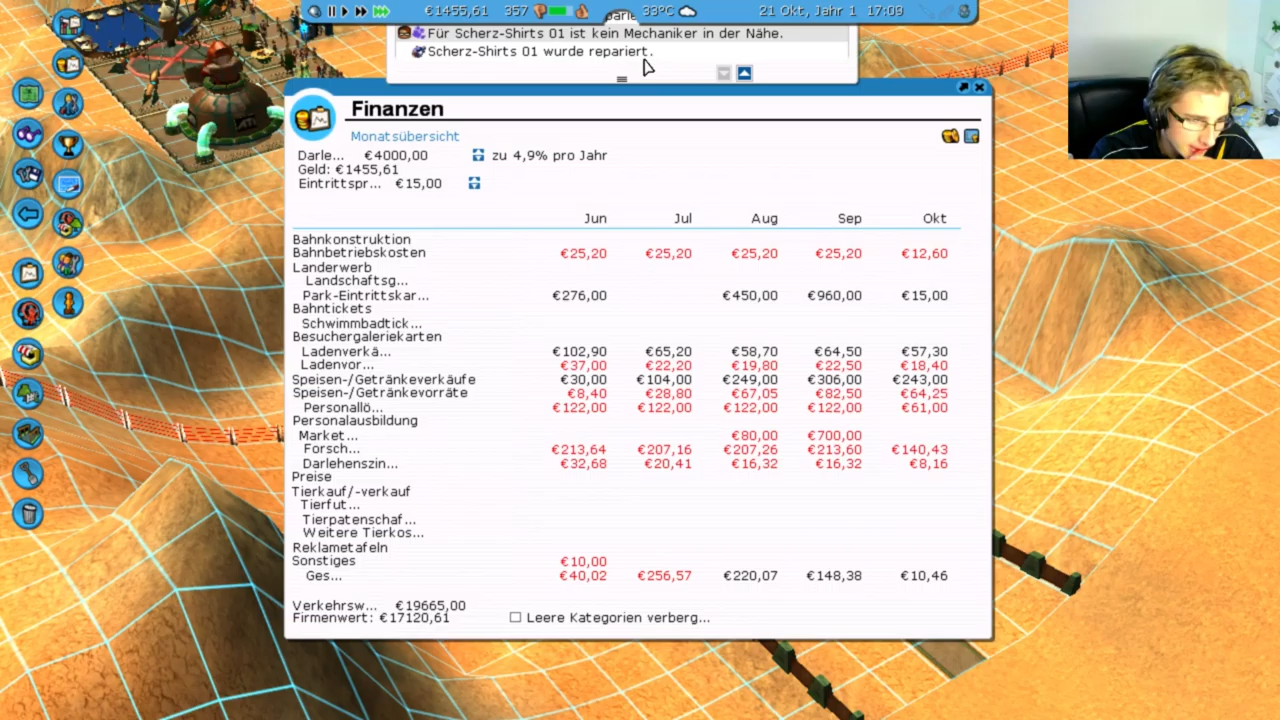 €1455,61 357 33°C 21 Okt, Jahr 1 17:09
Für Scherz-Shirts 01 ist kein Mechaniker in der Nähe.
Scherz-Shirts 01 wurde repariert.
Finanzen
Monatsübersicht
Darle... €4000,00 zu 4,9% pro Jahr
Geld: €1455,61
Eintrittspr... €15,00
Jun Jul Aug Sep Okt
Bahnkonstruktion
Bahnbetriebskosten €25,20 €25,20 €25,20 €25,20 €12,60
Landerwerb
Landschaftsg...
Park-Eintrittskar... €276,00 €450,00 €960,00 €15,00
Bahntickets
Schwimmbadtick...
Besuchergaleriekarten
Ladenverkä... €102,90 €65,20 €58,70 €64,50 €57,30
Ladenvor... €37,00 €22,20 €19,80 €22,50 €18,40
Speisen-/Getränkeverkäufe €30,00 €104,00 €249,00 €306,00 €243,00
Speisen-/Getränkevorräte €8,40 €28,80 €67,05 €82,50 €64,25
Personallö... €122,00 €122,00 €122,00 €122,00 €61,00
Personalausbildung
Market... €80,00 €700,00
Forsch... €213,64 €207,16 €207,26 €213,60 €140,43
Darlehenszin... €32,68 €20,41 €16,32 €16,32 €8,16
Preise
Tierkauf/-verkauf
Tierfut...
Tierpatenschaf...
Weitere Tierkos...
Reklametafeln
Sonstiges €10,00
Ges... €40,02 €256,57 €220,07 €148,38 €10,46
Verkehrsw... €19665,00
Firmenwert: €17120,61
Leere Kategorien verberg...